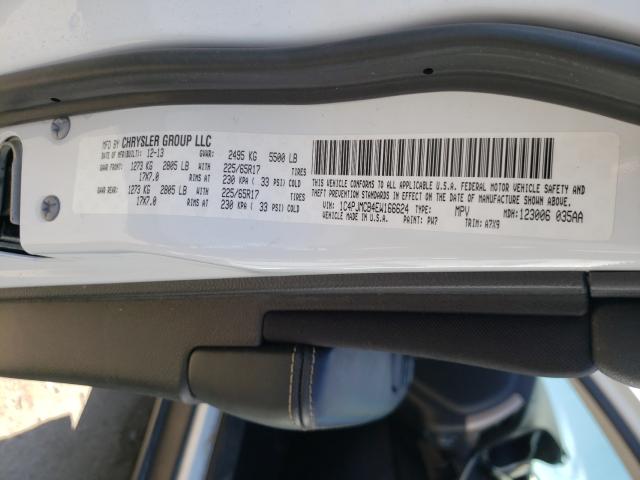 MFD BY CHRYSLER GROUP LLC
DATE OF MFR(BUILT): 12-13 GVWR: 2495 KG 5500 LB
GAWR FRONT: 1273 KG 2805 LB WITH 225/65R17 TIRES
17X7.0 RIMS AT 230 KPA ( 33 PSI) COLD
GAWR REAR: 1273 KG 2805 LB WITH 225/65R17 TIRES
17X7.0 RIMS AT 230 KPA ( 33 PSI) COLD
THIS VEHICLE CONFORMS TO ALL APPLICABLE U.S.A. FEDERAL MOTOR VEHICLE SAFETY AND
THEFT PREVENTION STANDARDS IN EFFECT ON THE DATE OF MANUFACTURE SHOWN ABOVE.
VIN: 1C4PJMCB4EW166624 TYPE: MPV MDH: 123006 035AA
VEHICLE MADE IN U.S.A. PAINT: PW7 TRIM: A7X9